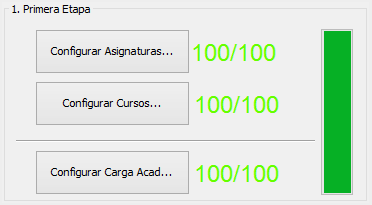 1. Primera Etapa
Configurar Asignaturas... 100/100
Configurar Cursos... 100/100
Configurar Carga Acad... 100/100